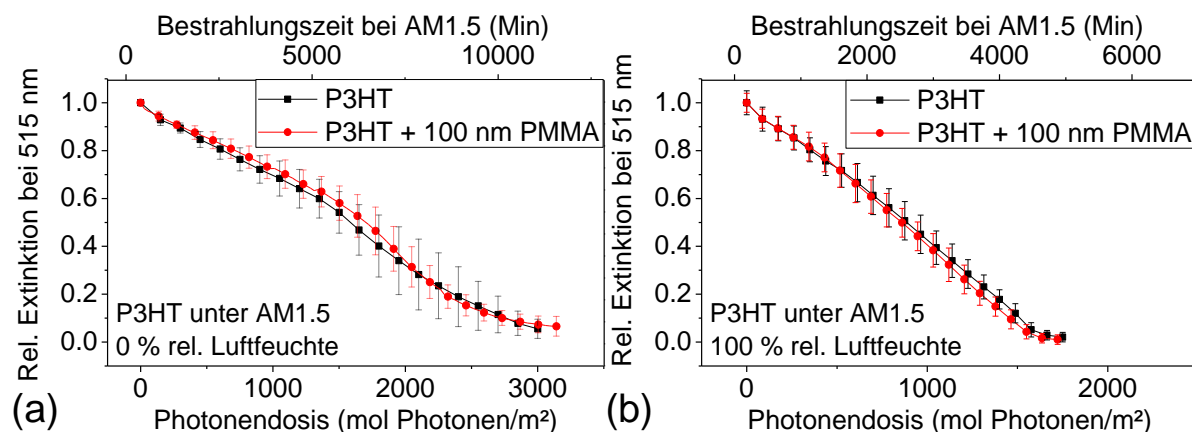 Bestrahlungszeit bei AM1.5 (Min)
0 5000 10000
P3HT
P3HT + 100 nm PMMA
Rel. Extinktion bei 515 nm
1.0
0.8
0.6
0.4
0.2
0.0
P3HT unter AM1.5
0 % rel. Luftfeuchte
0 1000 2000 3000
Photonendosis (mol Photonen/m²)
(a)
Bestrahlungszeit bei AM1.5 (Min)
0 2000 4000 6000
P3HT
P3HT + 100 nm PMMA
Rel. Extinktion bei 515 nm
1.0
0.8
0.6
0.4
0.2
0.0
P3HT unter AM1.5
100 % rel. Luftfeuchte
0 1000 2000
Photonendosis (mol Photonen/m²)
(b)